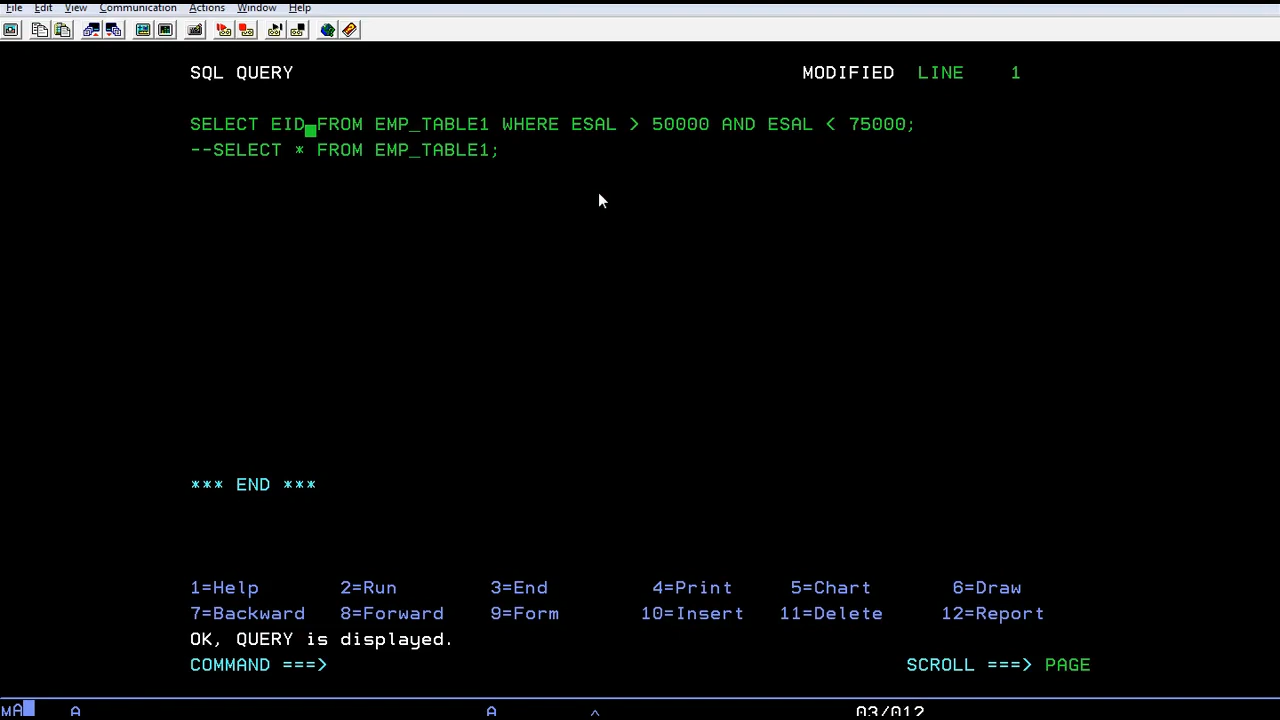 File Edit View Communication Actions Window Help
SQL QUERY MODIFIED LINE 1
SELECT EID FROM EMP_TABLE1 WHERE ESAL > 50000 AND ESAL < 75000;
--SELECT * FROM EMP_TABLE1;
*** END ***
1=Help 2=Run 3=End 4=Print 5=Chart 6=Draw
7=Backward 8=Forward 9=Form 10=Insert 11=Delete 12=Report
OK, QUERY is displayed.
COMMAND ===> SCROLL ===> PAGE
MA A A ^ 03/012